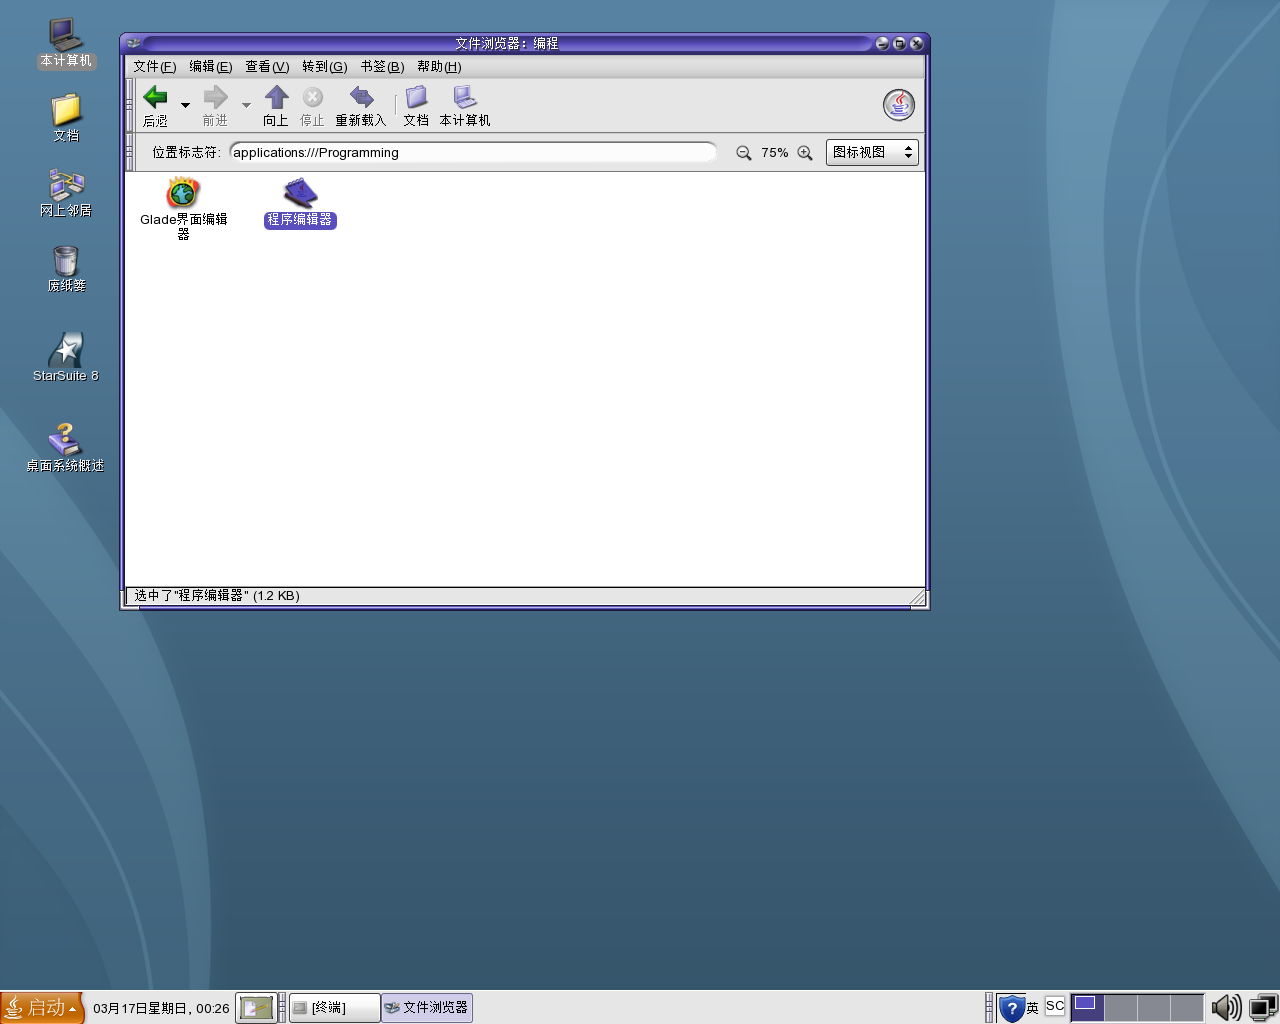 本计算机
文档
网上邻居
废纸篓
StarSuite 8
桌面系统概述
文件浏览器：编程
文件(F) 编辑(E) 查看(V) 转到(G) 书签(B) 帮助(H)
后退 前进 向上 停止 重新载入 文档 本计算机
位置标志符: applications:///Programming 75% 图标视图
Glade界面编辑
器
程序编辑器
选中了"程序编辑器" (1.2 KB)
启动 03月17日星期日, 00:26 [终端] 文件浏览器 ? 英 SC